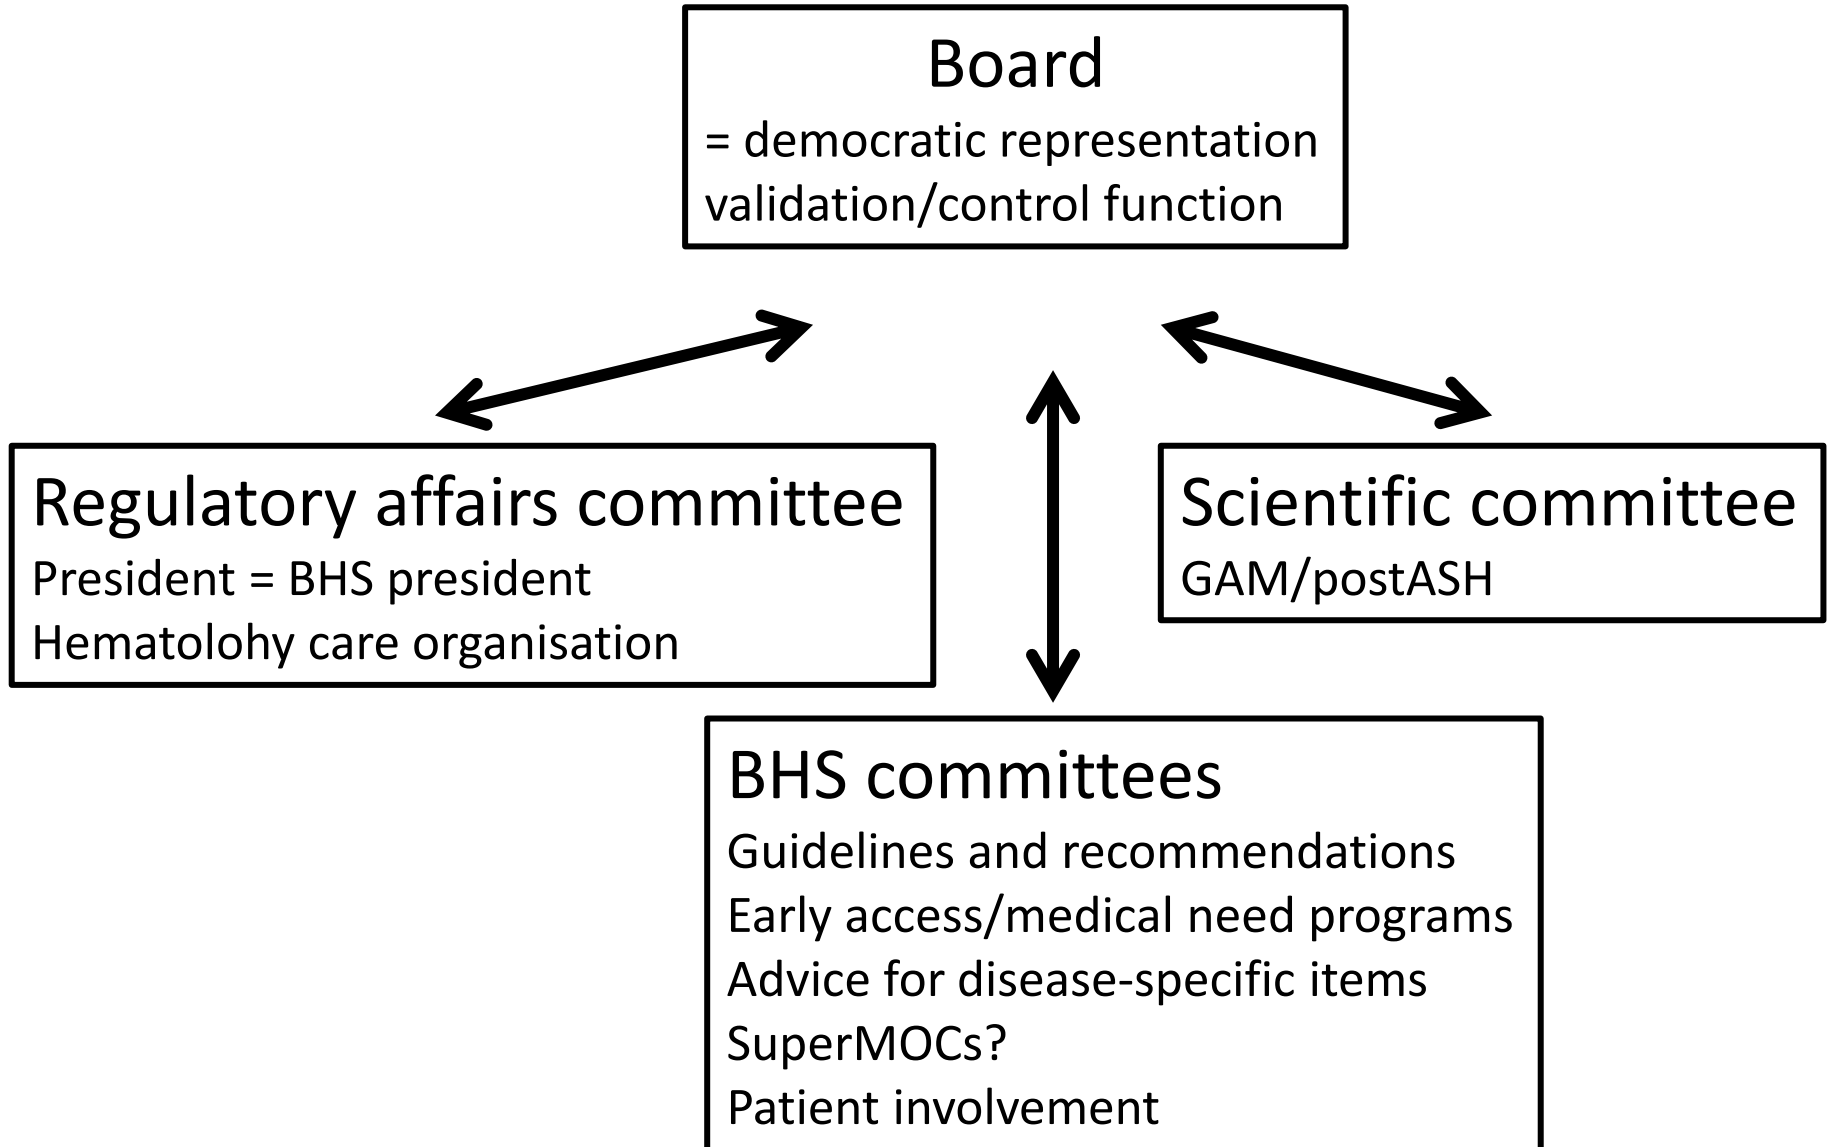 Board
= democratic representation
validation/control function
Regulatory affairs committee
President = BHS president
Hematolohy care organisation
Scientific committee
GAM/postASH
BHS committees
Guidelines and recommendations
Early access/medical need programs
Advice for disease-specific items
SuperMOCs?
Patient involvement